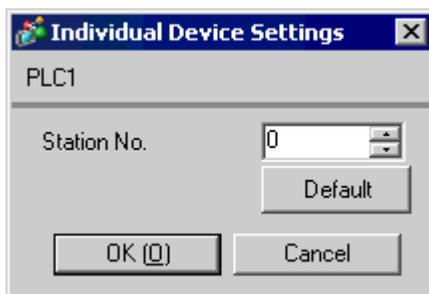 Individual Device Settings
PLC1
Station No. 0
Default
OK (O) Cancel